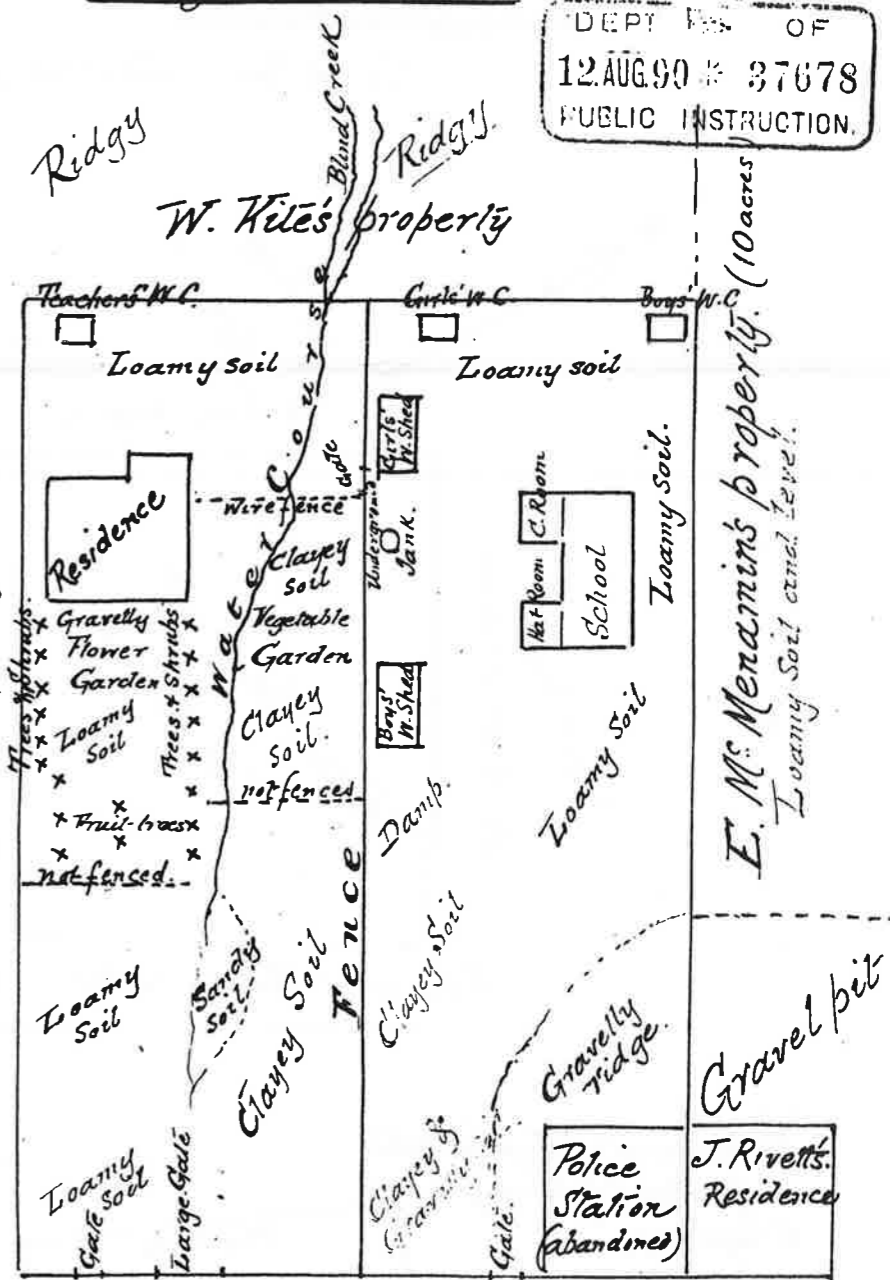 DEPT OF
12.AUG.90 37678
PUBLIC INSTRUCTION.
Ridgy
Blind Creek
Ridgy.
W. Kite's property
Teachers' W.C.
Girls' W.C.
Boys' W.C
Loamy soil
Loamy soil
E. McMenamin's property. (10 acres)
Loamy Soil and Level.
Water Course
Girls'
W. Shed
Gate
Residence
wire fence
Underground
Tank.
C. Room
Hat Room
School
Loamy Soil.
Clayey
Soil
Vegetable
Garden
Clayey
Soil.
Gravelly
Flower
Garden
Loamy
Soil
Trees & Shrubs.
Trees & Shrubs
Boys'
W. Shed
not fenced
Damp.
Loamy Soil
Fruit-trees
not fenced.
Fence
Loamy
Soil
Sandy
Soil
Clayey Soil
Clayey Soil
Gravelly
ridge.
Gravel pit
Loamy
Soil
Gate
Large Gate
Clayey &
Gate.
Police
Station
(abandoned)
J. Rivett's.
Residence